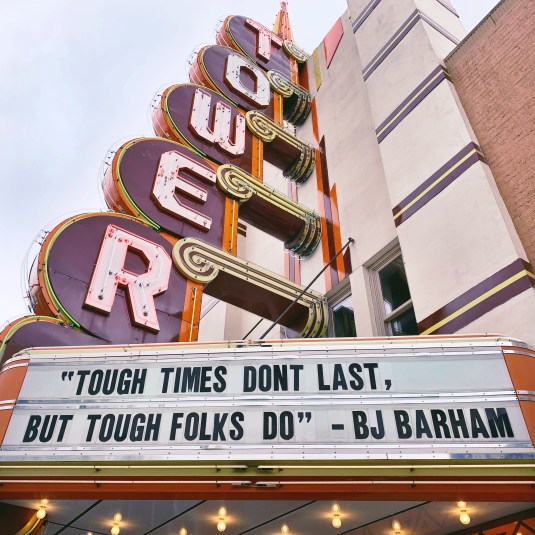 TOWER
"TOUGH TIMES DONT LAST,
BUT TOUGH FOLKS DO" - BJ BARHAM